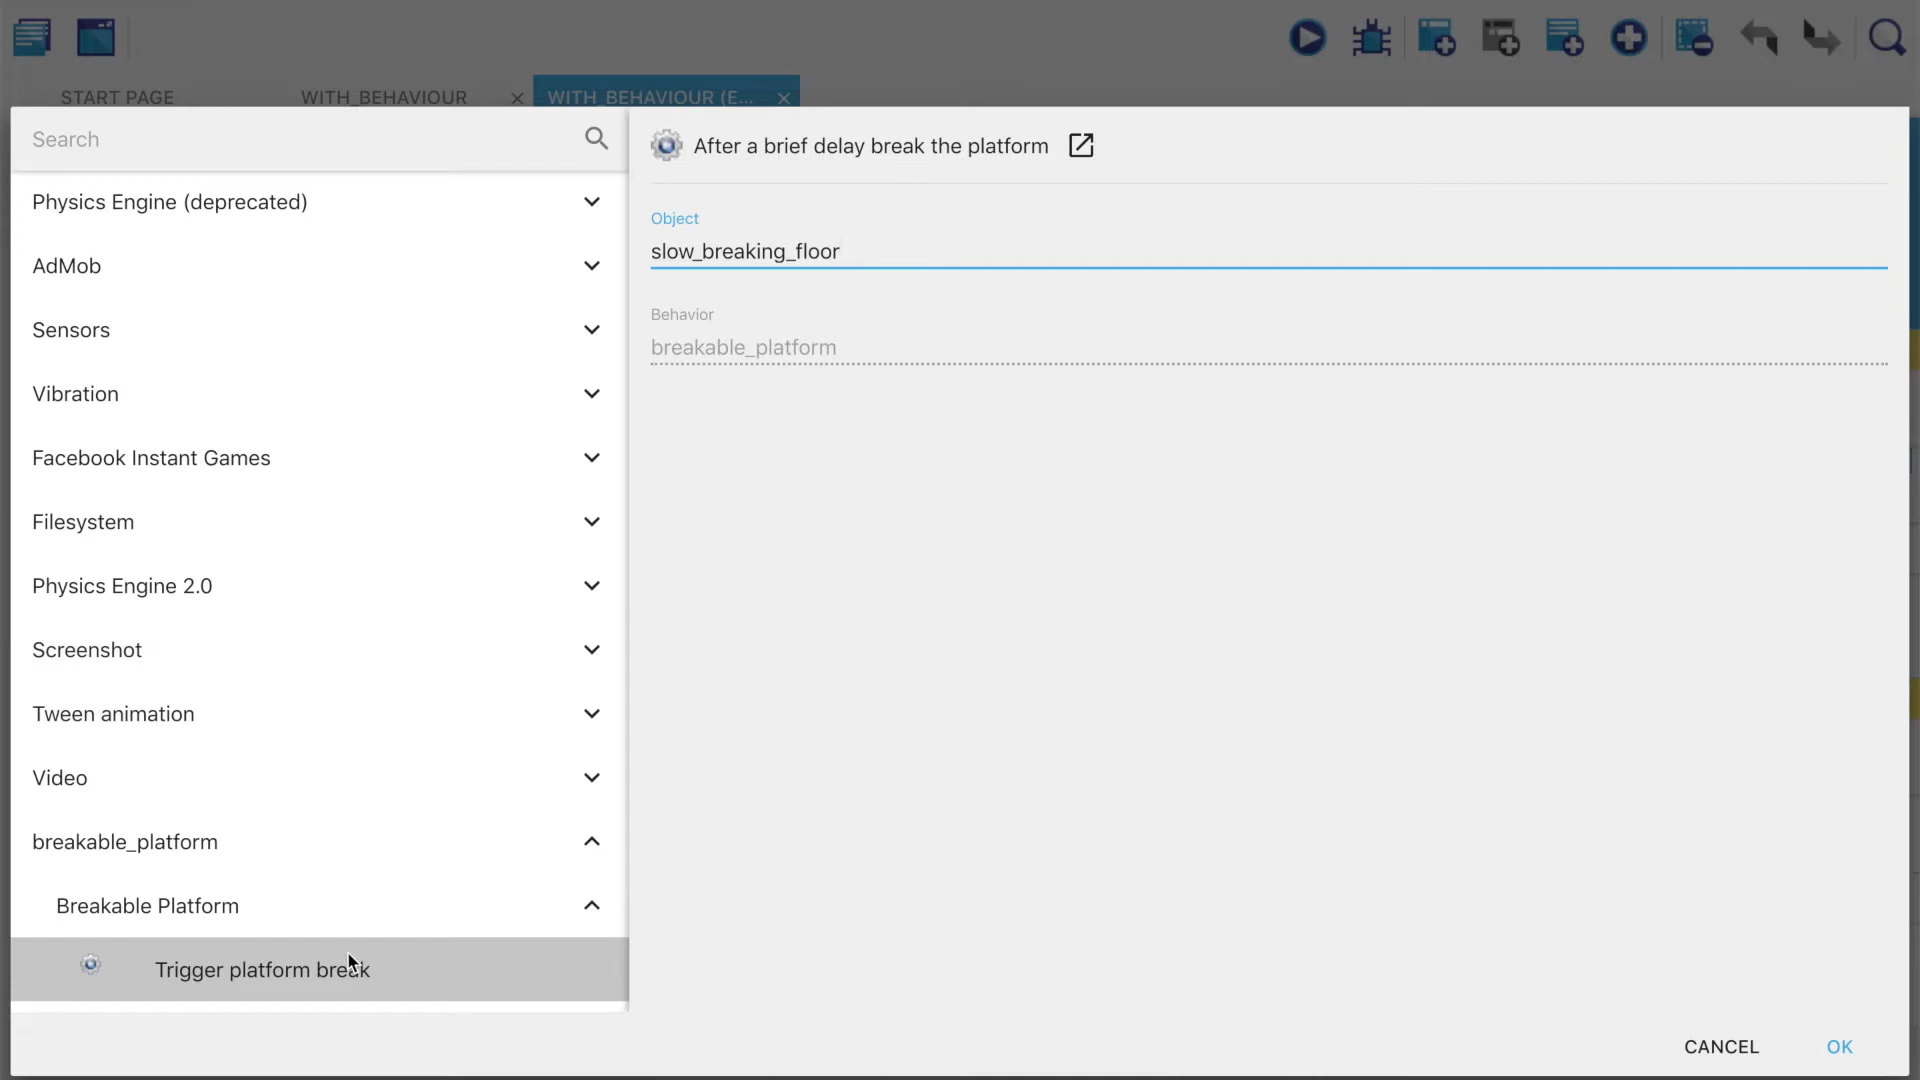 START PAGE
WITH_BEHAVIOUR
WITH_BEHAVIOUR (E...
Search
Physics Engine (deprecated)
AdMob
Sensors
Vibration
Facebook Instant Games
Filesystem
Physics Engine 2.0
Screenshot
Tween animation
Video
breakable_platform
Breakable Platform
Trigger platform break
After a brief delay break the platform
Object
slow_breaking_floor
Behavior
breakable_platform
CANCEL
OK